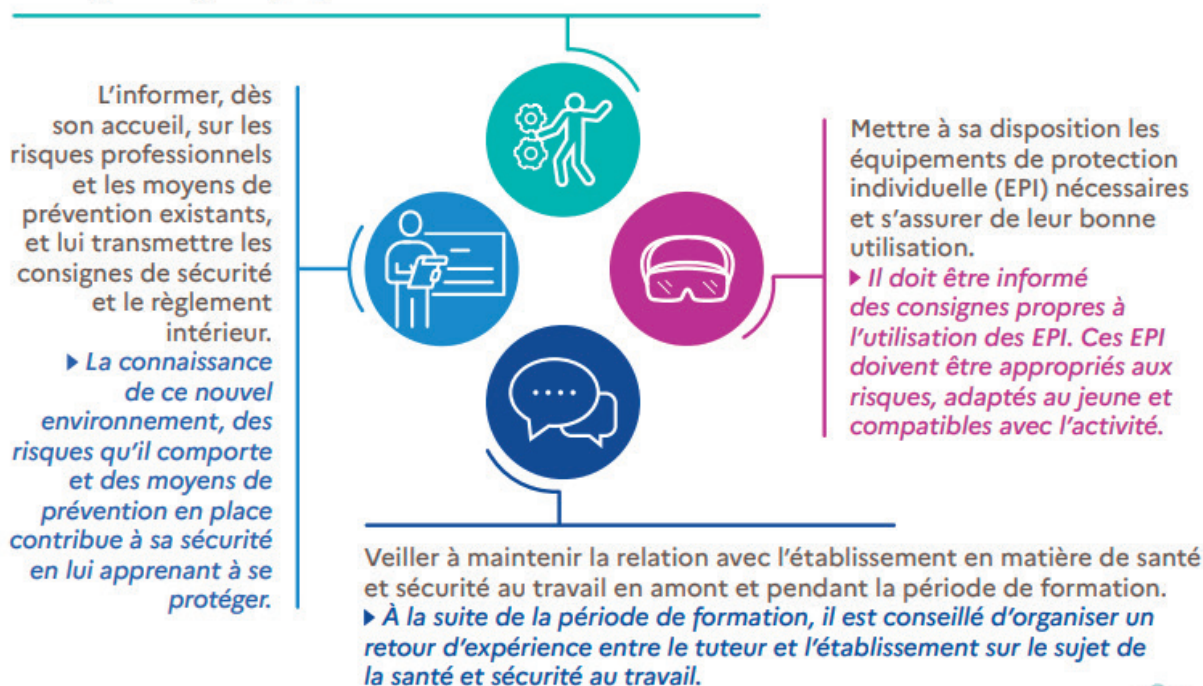 L'informer, dès
son accueil, sur les
risques professionnels
et les moyens de
prévention existants,
et lui transmettre les
consignes de sécurité
et le règlement
intérieur.
▸ La connaissance
de ce nouvel
environnement, des
risques qu'il comporte
et des moyens de
prévention en place
contribue à sa sécurité
en lui apprenant à se
protéger.
Mettre à sa disposition les
équipements de protection
individuelle (EPI) nécessaires
et s'assurer de leur bonne
utilisation.
▸ Il doit être informé
des consignes propres à
l'utilisation des EPI. Ces EPI
doivent être appropriés aux
risques, adaptés au jeune et
compatibles avec l'activité.
Veiller à maintenir la relation avec l'établissement en matière de santé
et sécurité au travail en amont et pendant la période de formation.
▸ À la suite de la période de formation, il est conseillé d'organiser un
retour d'expérience entre le tuteur et l'établissement sur le sujet de
la santé et sécurité au travail.